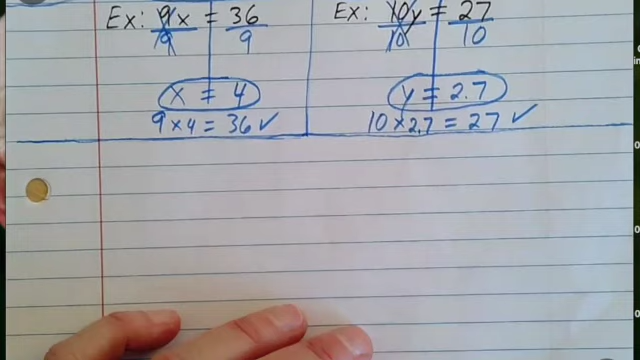 Ex: 9x = 36
9 9
x = 4
9 × 4 = 36 ✓
Ex: 10y = 27
10 10
y = 2.7
10 × 2.7 = 27 ✓